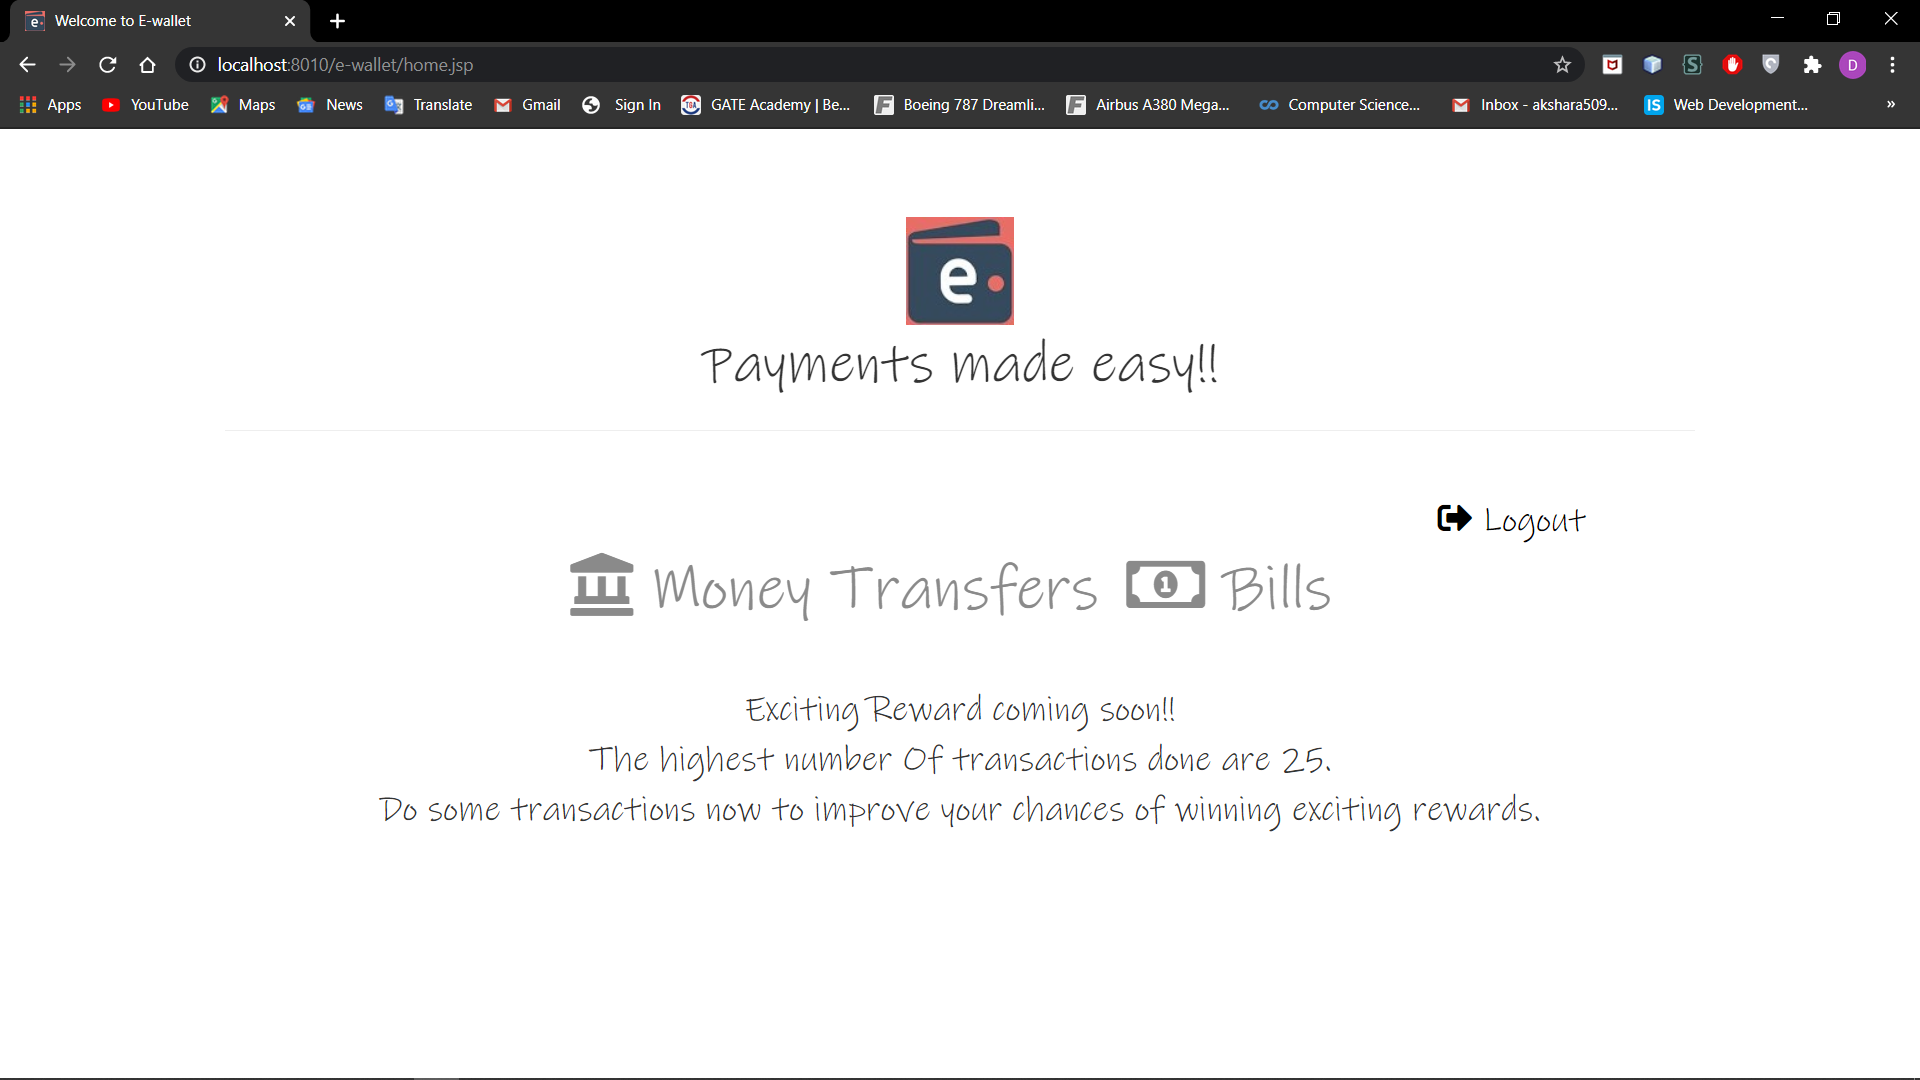 Welcome to E-wallet
localhost:8010/e-wallet/home.jsp
D
Apps YouTube Maps News Translate Gmail Sign In GATE Academy | Be... Boeing 787 Dreamli... Airbus A380 Mega... Computer Science... Inbox - akshara509... Web Development... »
e
Payments made easy!!
Logout
Money Transfers 1 Bills
Exciting Reward coming soon!!
The highest number Of transactions done are 25.
Do some transactions now to improve your chances of winning exciting rewards.